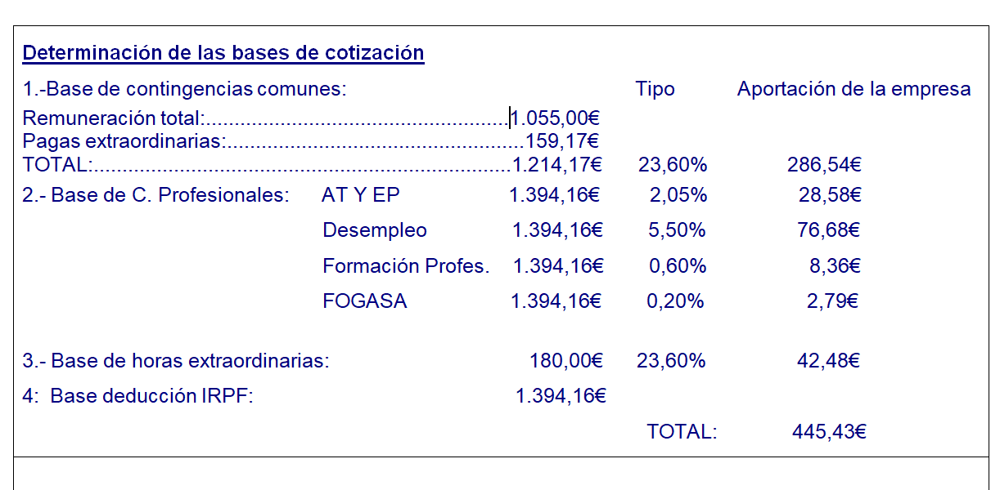 Determinación de las bases de cotización
1.-Base de contingencias comunes: Tipo Aportación de la empresa
Remuneración total:.....................................................1.055,00€
Pagas extraordinarias:....................................................159,17€
TOTAL:.........................................................................1.214,17€ 23,60% 286,54€
2.- Base de C. Profesionales: AT Y EP 1.394,16€ 2,05% 28,58€
Desempleo 1.394,16€ 5,50% 76,68€
Formación Profes. 1.394,16€ 0,60% 8,36€
FOGASA 1.394,16€ 0,20% 2,79€
3.- Base de horas extraordinarias: 180,00€ 23,60% 42,48€
4: Base deducción IRPF: 1.394,16€
TOTAL: 445,43€